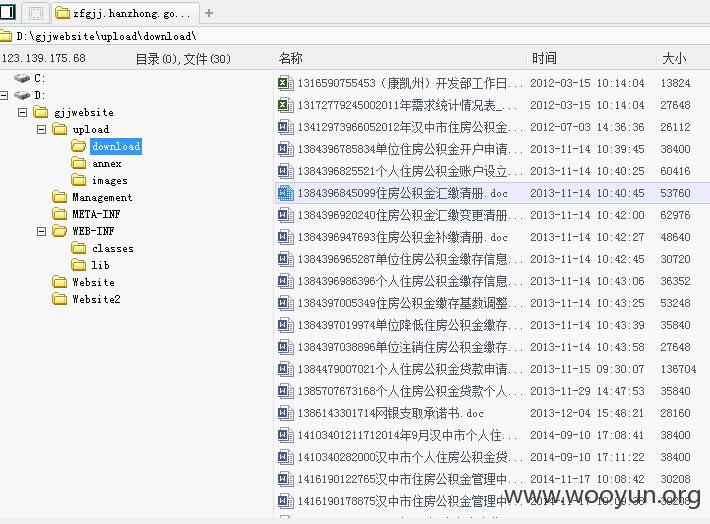 zfgjj.hanzhong.go...
D:\gjjwebsite\upload\download\
123.139.175.68 目录(0),文件(30) 名称 时间 大小
C:
D:
gjjwebsite
upload
download
annex
images
Management
META-INF
WEB-INF
classes
lib
Website
Website2
1316590755453（康凯州）开发部工作日... 2012-03-15 10:14:04 13824
13172779245002011年需求统计情况表_... 2012-03-15 10:14:04 27648
13412973966052012年汉中市住房公积金... 2012-07-03 14:36:36 26112
1384396785834单位住房公积金开户申请... 2013-11-14 10:39:45 38400
1384396825521个人住房公积金账户设立... 2013-11-14 10:40:25 60416
1384396845099住房公积金汇缴清册.doc 2013-11-14 10:40:45 53760
1384396920240住房公积金汇缴变更清册... 2013-11-14 10:42:00 62976
1384396947693住房公积金补缴清册.doc 2013-11-14 10:42:27 48640
1384396965287单位住房公积金缴存信息... 2013-11-14 10:42:45 30720
1384396986396个人住房公积金缴存信息... 2013-11-14 10:43:06 36352
1384397005349住房公积金缴存基数调整... 2013-11-14 10:43:25 53248
1384397019974单位降低住房公积金缴存... 2013-11-14 10:43:39 35840
1384397038896单位注销住房公积金缴存... 2013-11-14 10:43:58 27648
1384479007021个人住房公积金贷款申请... 2013-11-15 09:30:07 136704
1385707673168个人住房公积金贷款个人... 2013-11-29 14:47:53 35840
1386143301714网银支取承诺书.doc 2013-12-04 15:48:21 28160
14103401211712014年9月汉中市个人住... 2014-09-10 17:08:41 38400
1410340282000汉中市个人住房公积金贷... 2014-09-10 17:11:22 38400
1416190122765汉中市住房公积金管理中... 2014-11-17 10:08:42 30208
1416190178875汉中市住房公积金管理中...
www.wooyun.org